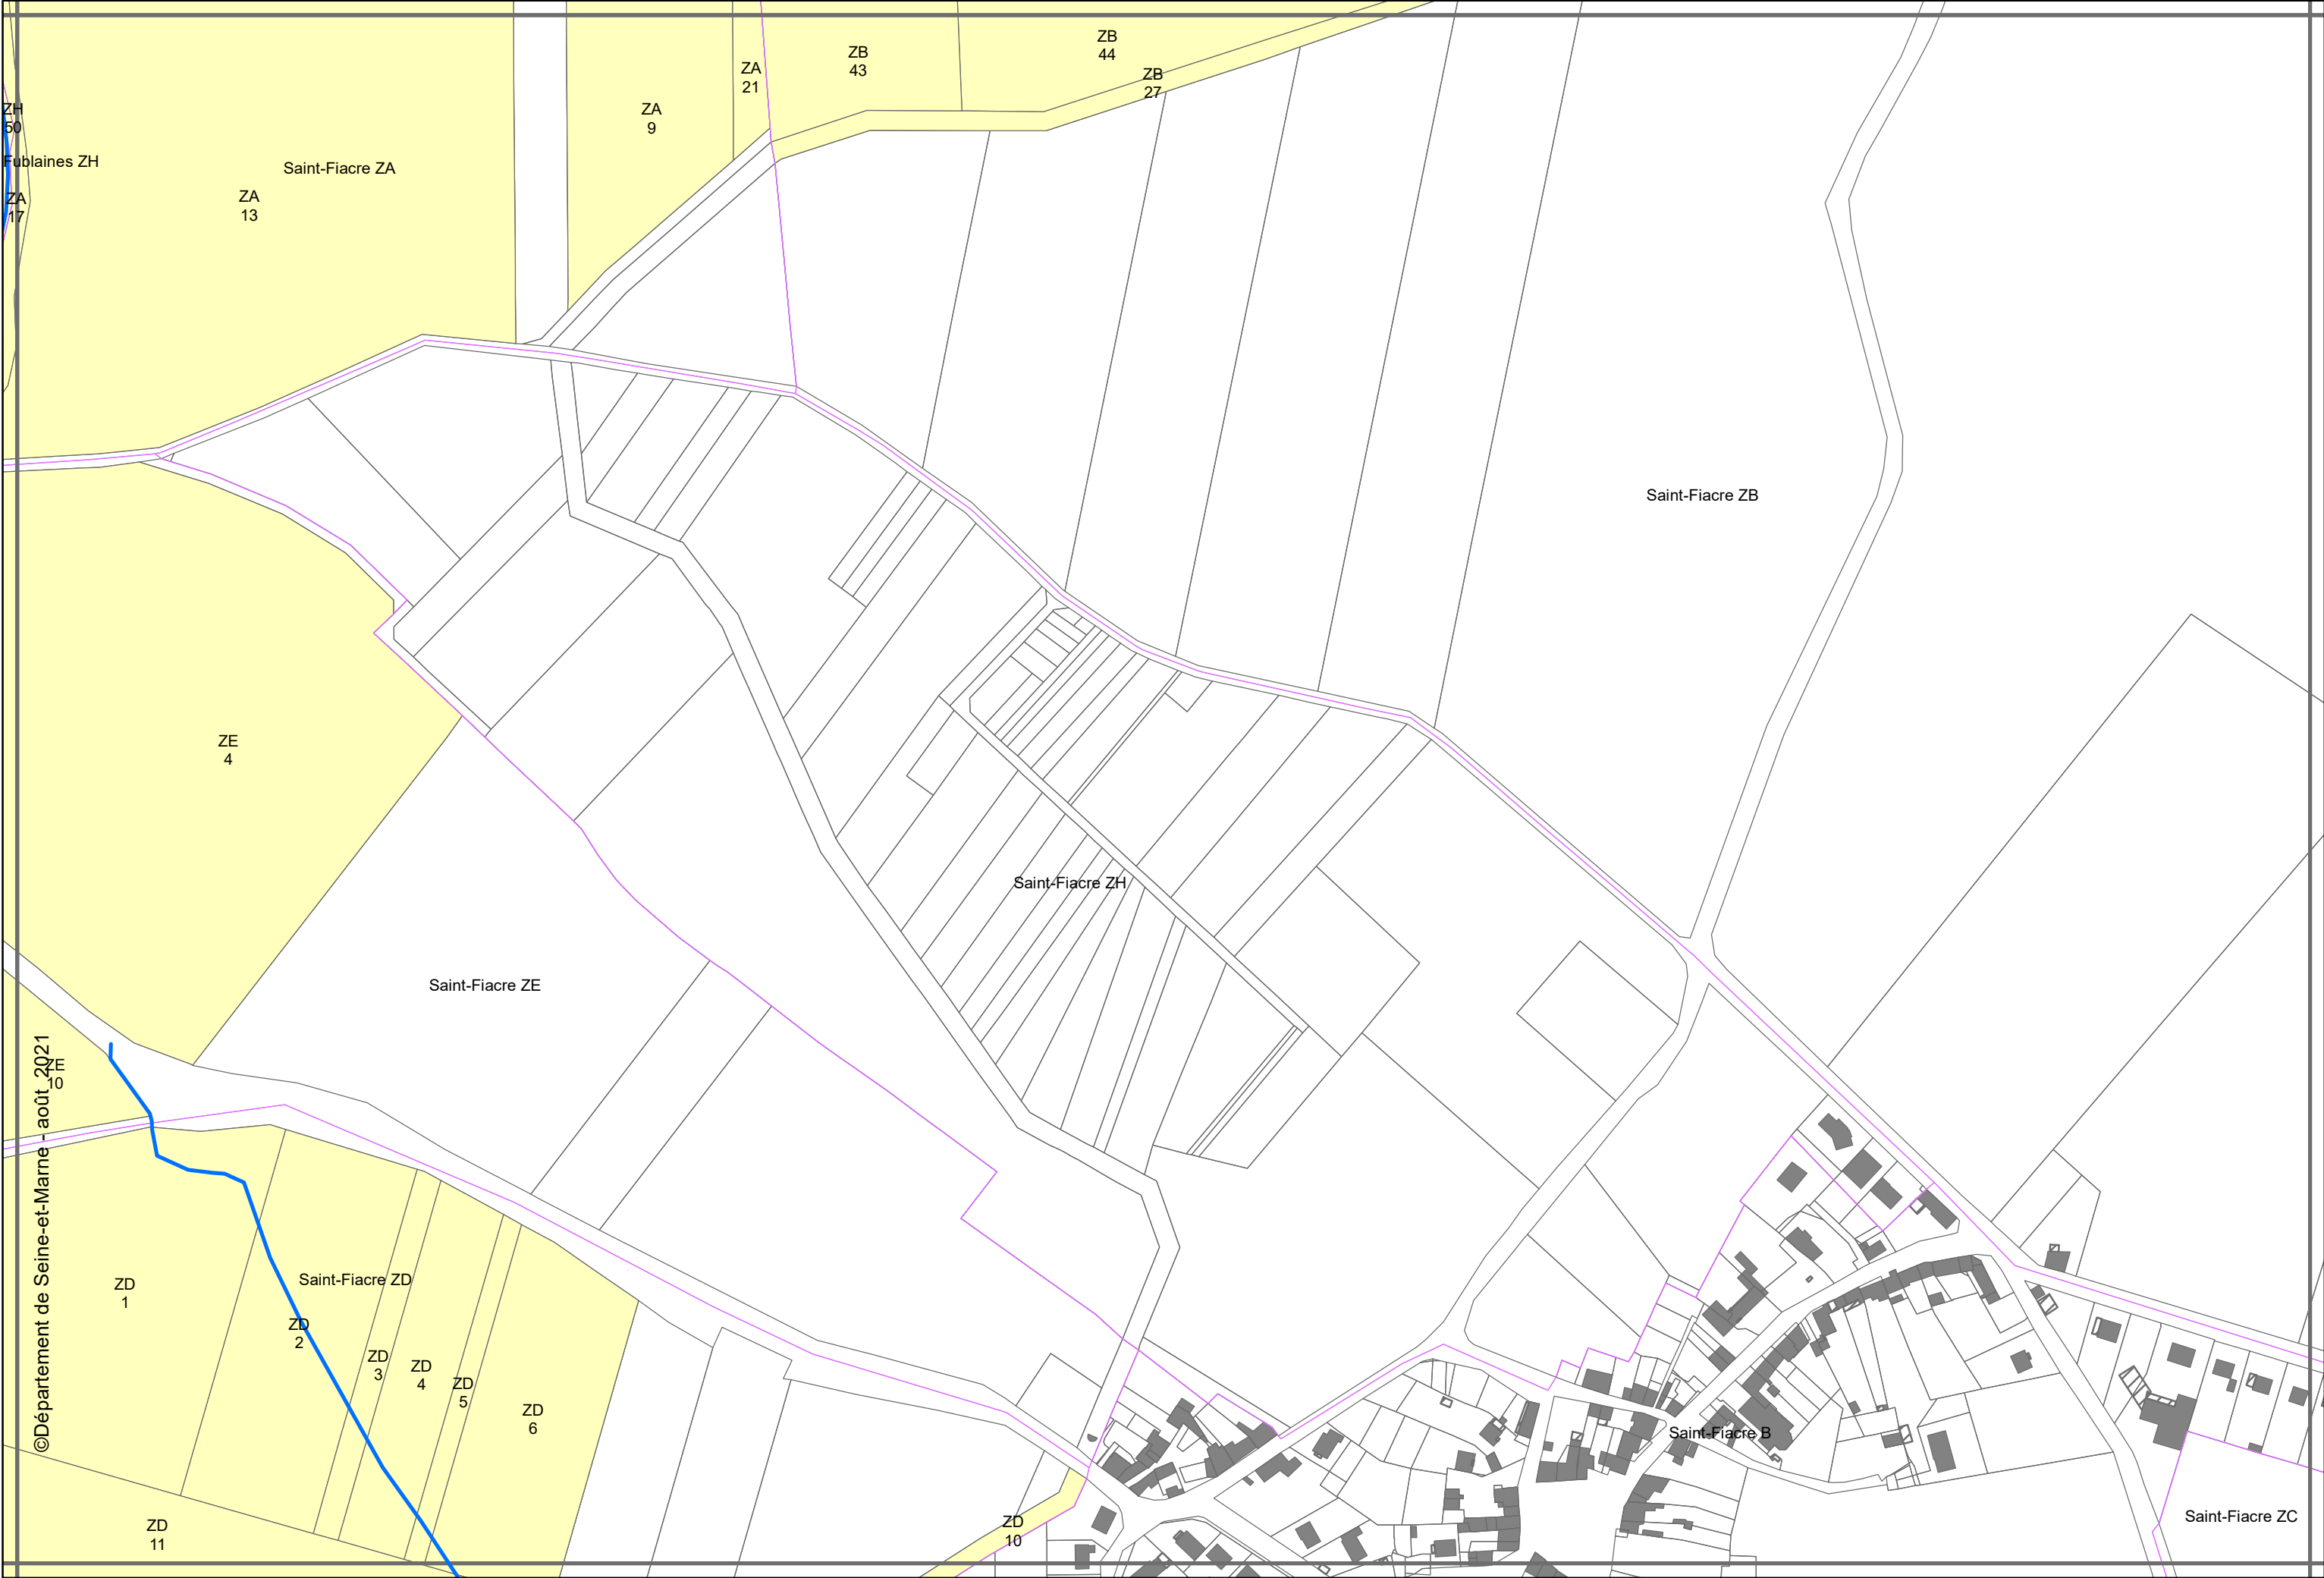 ZB
44
ZB
43
ZA
21
ZB
27
ZA
9
ZH
50
Fublaines ZH
Saint-Fiacre ZA
ZA
13
ZA
17
Saint-Fiacre ZB
ZE
4
Saint-Fiacre ZH
Saint-Fiacre ZE
ZE
10
©Département de Seine-et-Marne - août 2021
Saint-Fiacre ZD
ZD
1
ZD
2
ZD
3
ZD
4
ZD
5
ZD
6
Saint-Fiacre B
ZD
11
ZD
10
Saint-Fiacre ZC